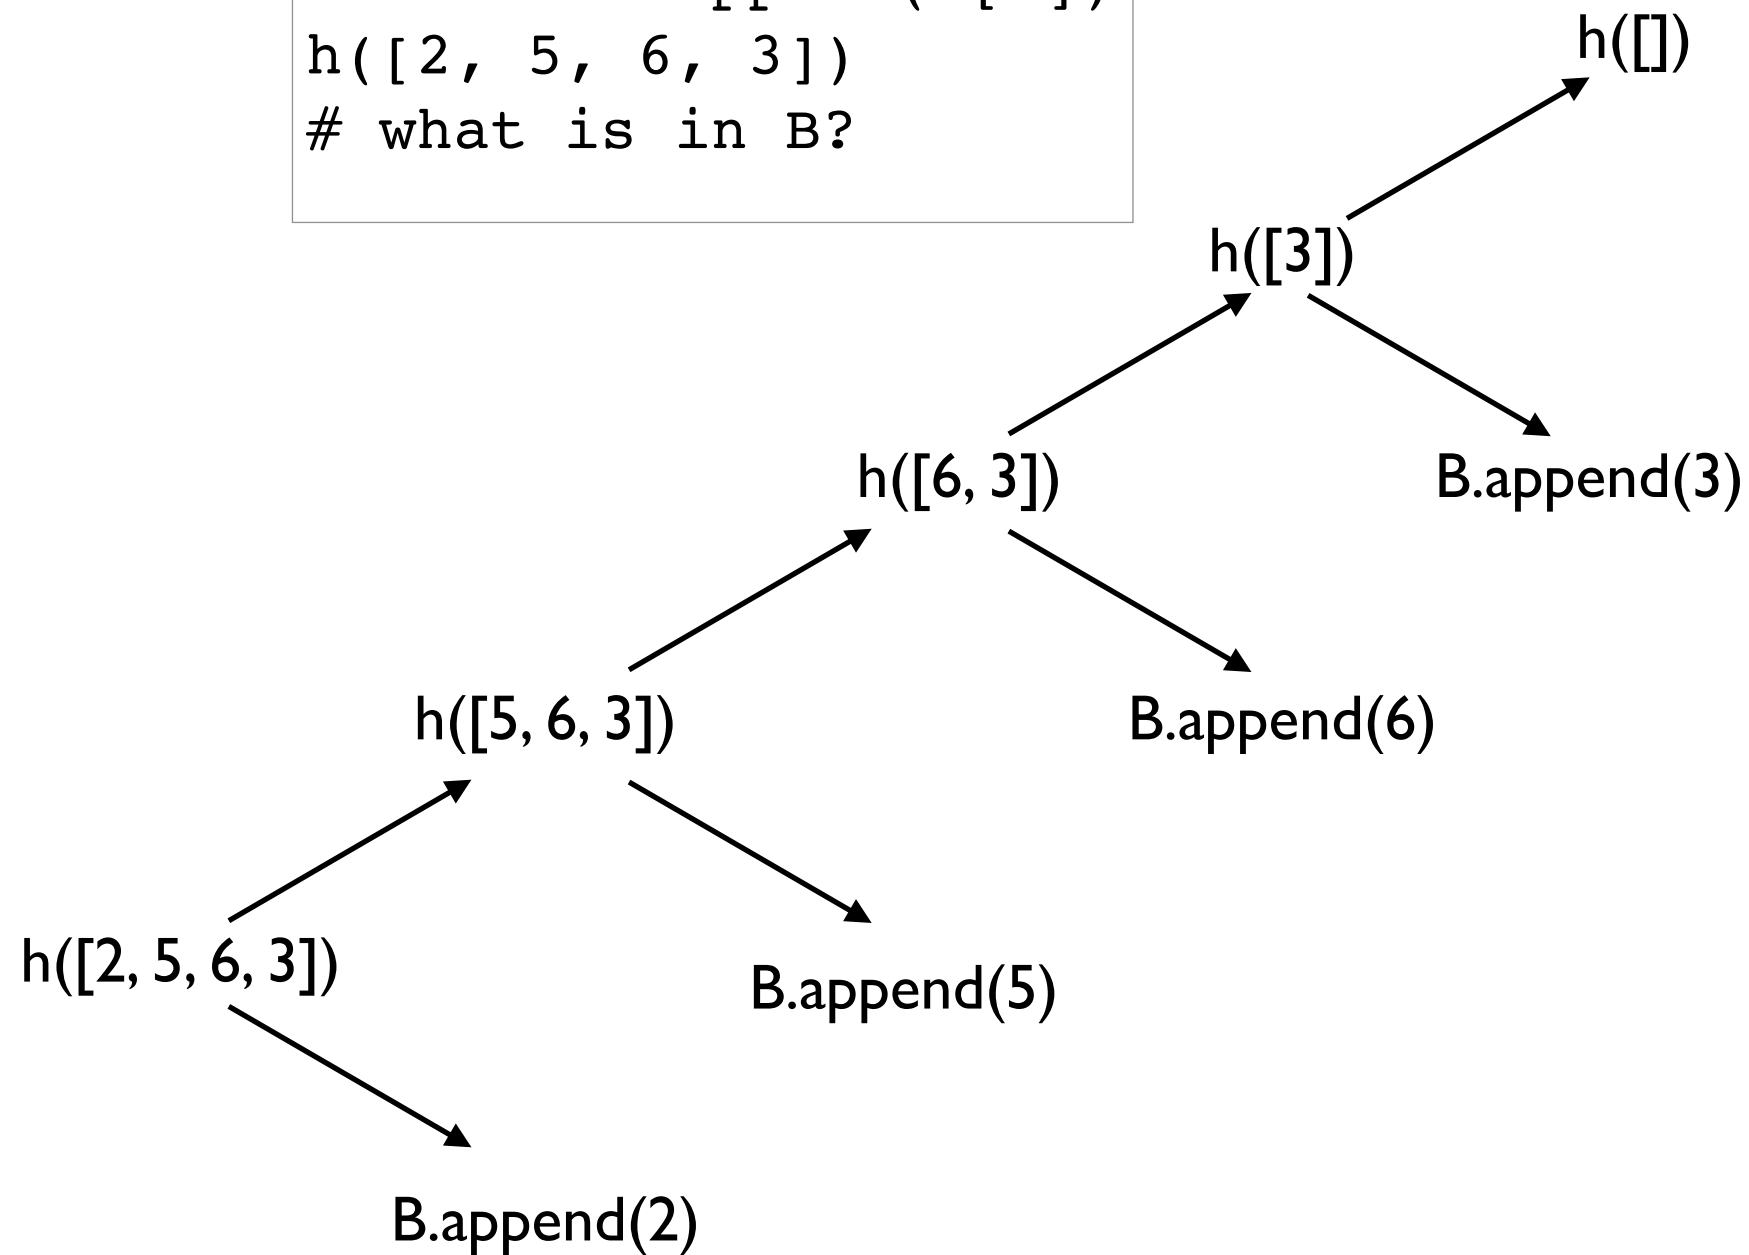 h([2, 5, 6, 3])
# what is in B?
h([])
h([3])
h([6, 3])
B.append(3)
h([5, 6, 3])
B.append(6)
h([2, 5, 6, 3])
B.append(5)
B.append(2)